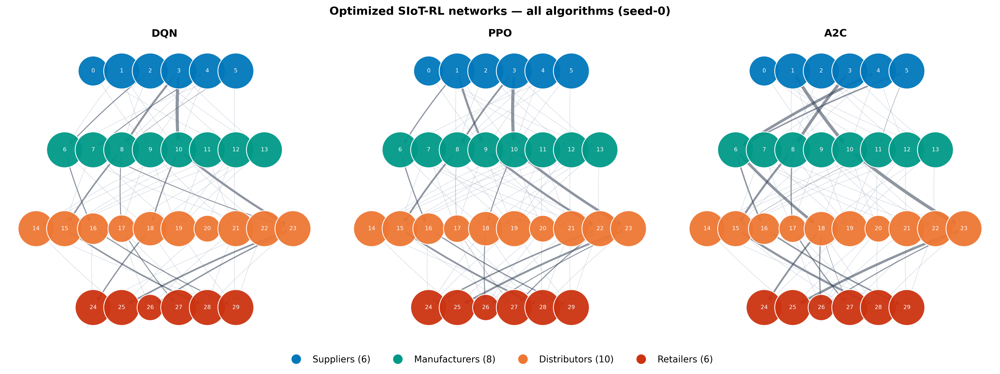 Optimized SIoT-RL networks — all algorithms (seed-0)
DQN PPO A2C
0 1 2 3 4 5 0 1 2 3 4 5 0 1 2 3 4 5
6 7 8 9 10 11 12 13 6 7 8 9 10 11 12 13 6 7 8 9 10 11 12 13
14 15 16 17 18 19 20 21 22 23 14 15 16 17 18 19 20 21 22 23 14 15 16 17 18 19 20 21 22 23
24 25 26 27 28 29 24 25 26 27 28 29 24 25 26 27 28 29
Suppliers (6) Manufacturers (8) Distributors (10) Retailers (6)